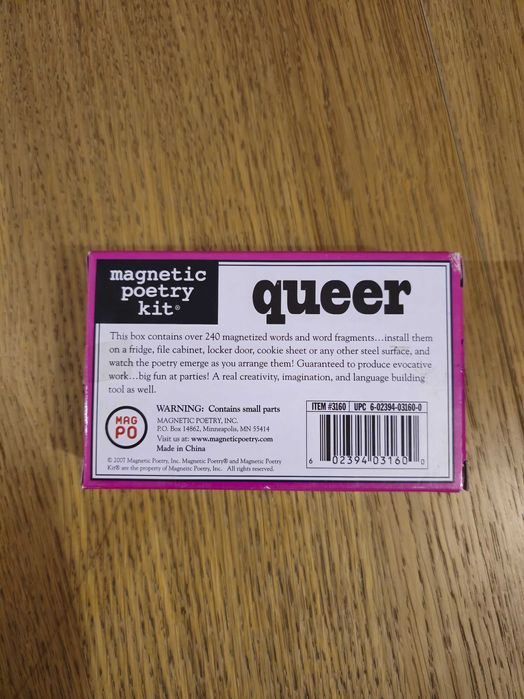 magnetic
poetry
kit®
queer
This box contains over 240 magnetized words and word fragments...install them
on a fridge, file cabinet, locker door, cookie sheet or any other steel surface, and
watch the poetry emerge as you arrange them! Guaranteed to produce evocative
work...big fun at parties! A real creativity, imagination, and language building
tool as well.
MAG
PO
WARNING: Contains small parts
MAGNETIC POETRY, INC.
P.O. Box 14862, Minneapolis, MN 55414
Visit us at: www.magneticpoetry.com
Made in China
© 2007 Magnetic Poetry, Inc. Magnetic Poetry® and Magnetic Poetry
Kit® are the property of Magnetic Poetry, Inc. All rights reserved.
ITEM #3160 UPC 6-02394-03160-0
6 02394 03160 0